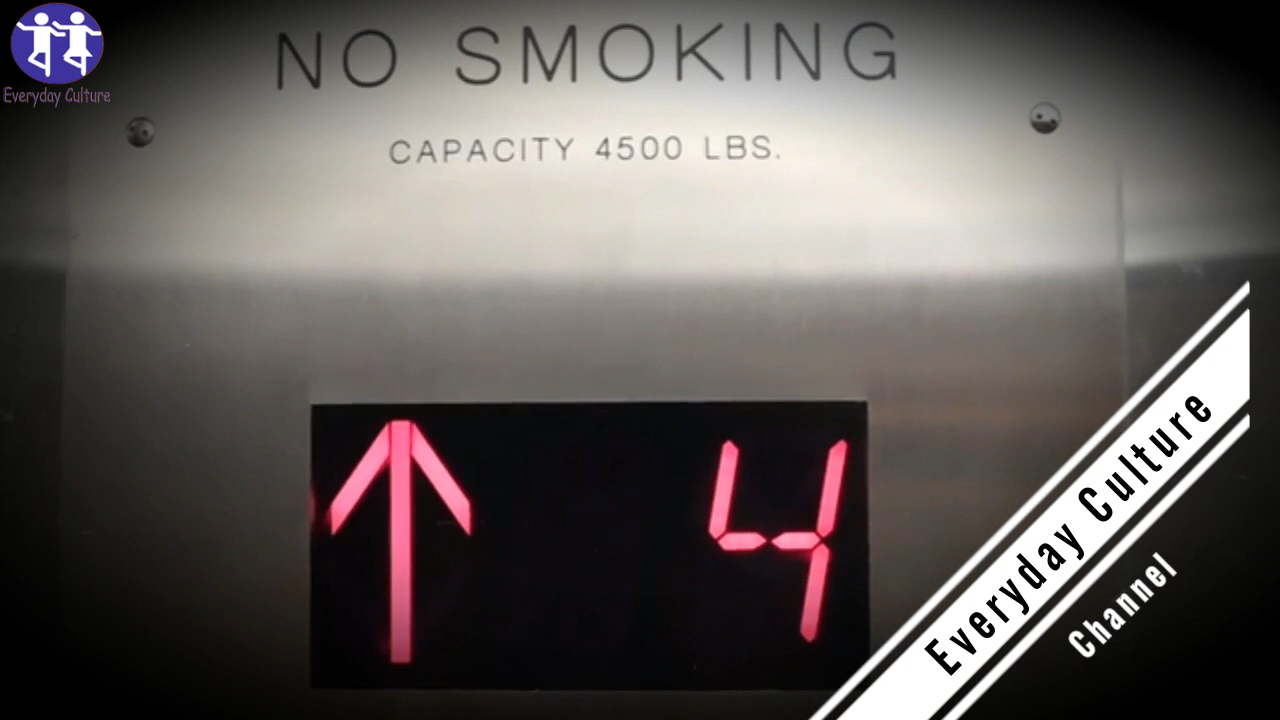 Everyday Culture
NO SMOKING
CAPACITY 4500 LBS.
4
Everyday Culture
Channel